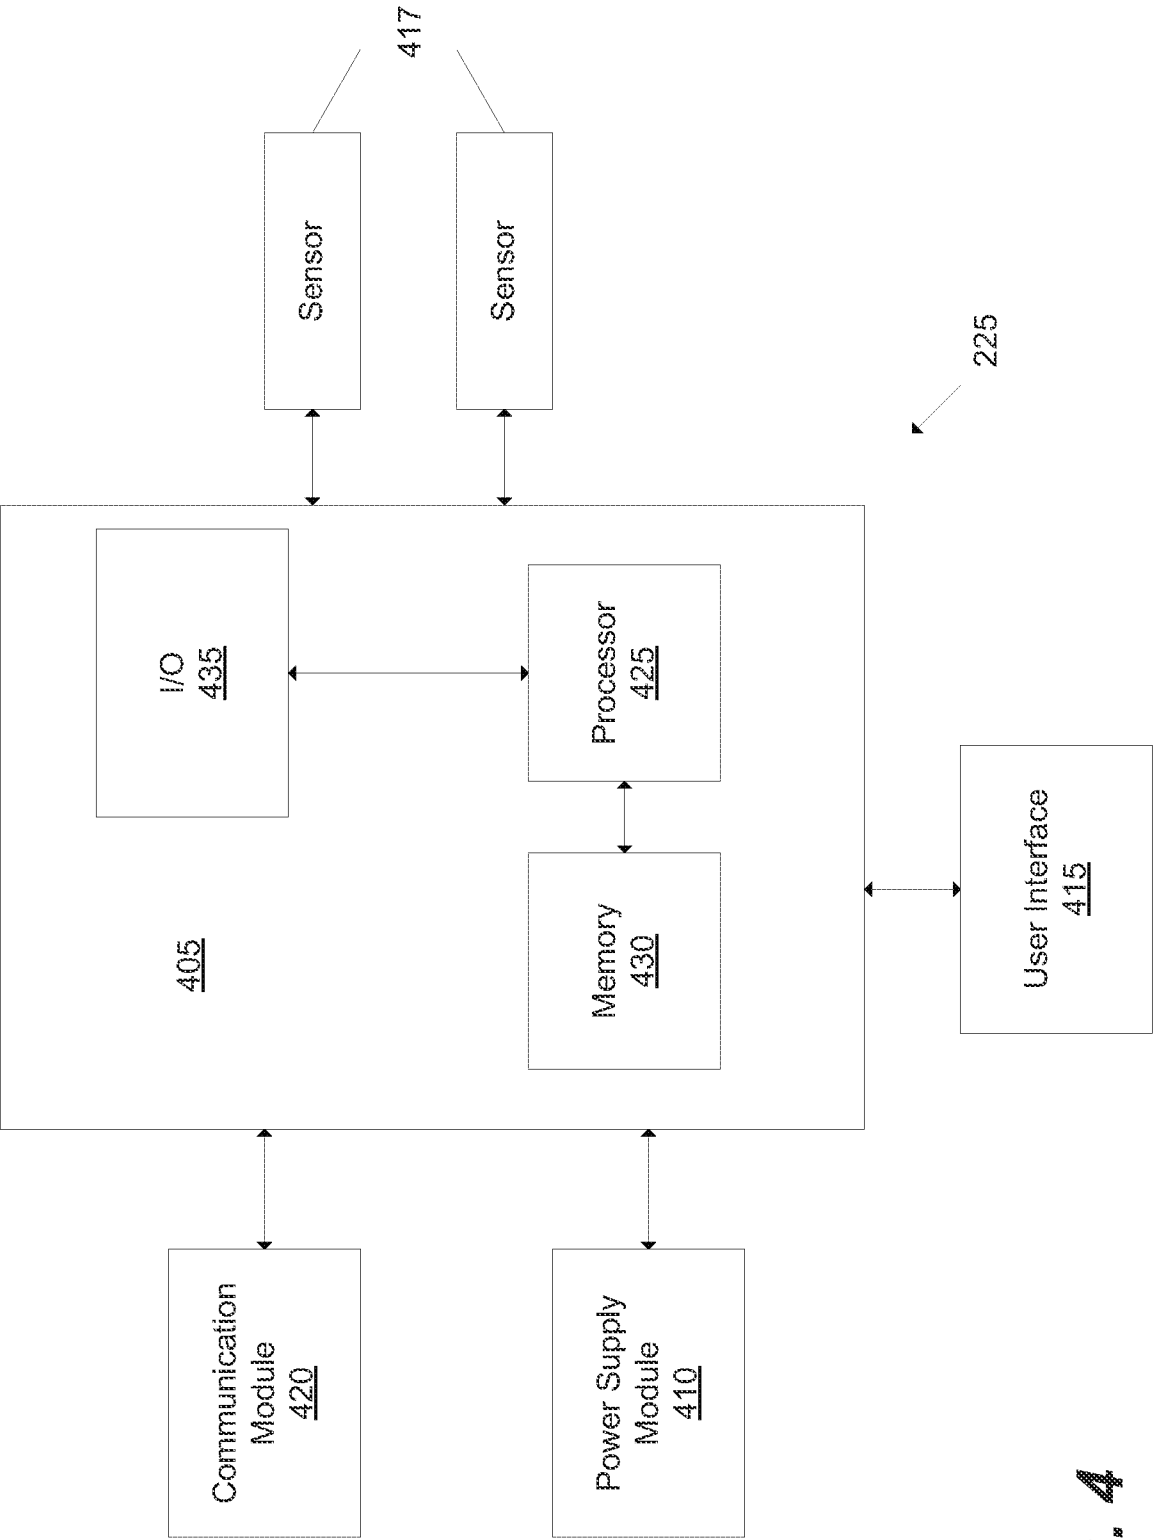 Communication
Module
420
405
I/O
435
Sensor
417
Sensor
Power Supply
Module
410
Memory
430
Processor
425
225
User Interface
415
. 4